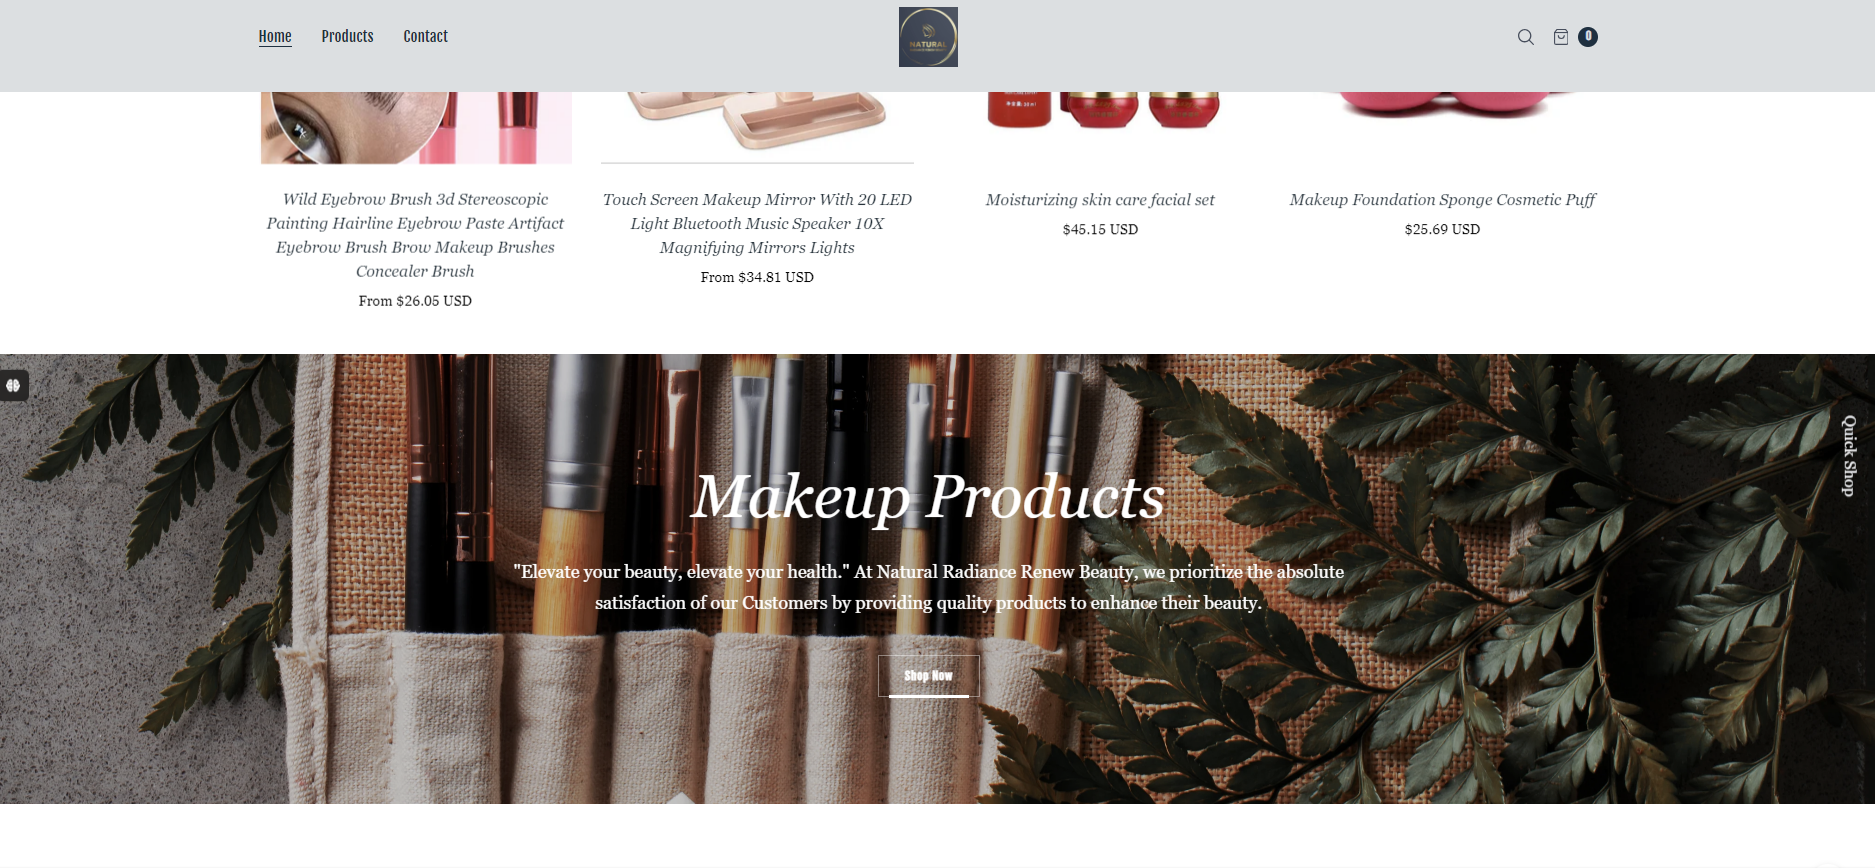 Home
Products
Contact
NATURAL
0
Wild Eyebrow Brush 3d Stereoscopic
Painting Hairline Eyebrow Paste Artifact
Eyebrow Brush Brow Makeup Brushes
Concealer Brush
From $26.05 USD
Touch Screen Makeup Mirror With 20 LED
Light Bluetooth Music Speaker 10X
Magnifying Mirrors Lights
From $34.81 USD
Moisturizing skin care facial set
$45.15 USD
Makeup Foundation Sponge Cosmetic Puff
$25.69 USD
Quick Shop
Makeup Products
"Elevate your beauty, elevate your health." At Natural Radiance Renew Beauty, we prioritize the absolute
satisfaction of our Customers by providing quality products to enhance their beauty.
Shop Now